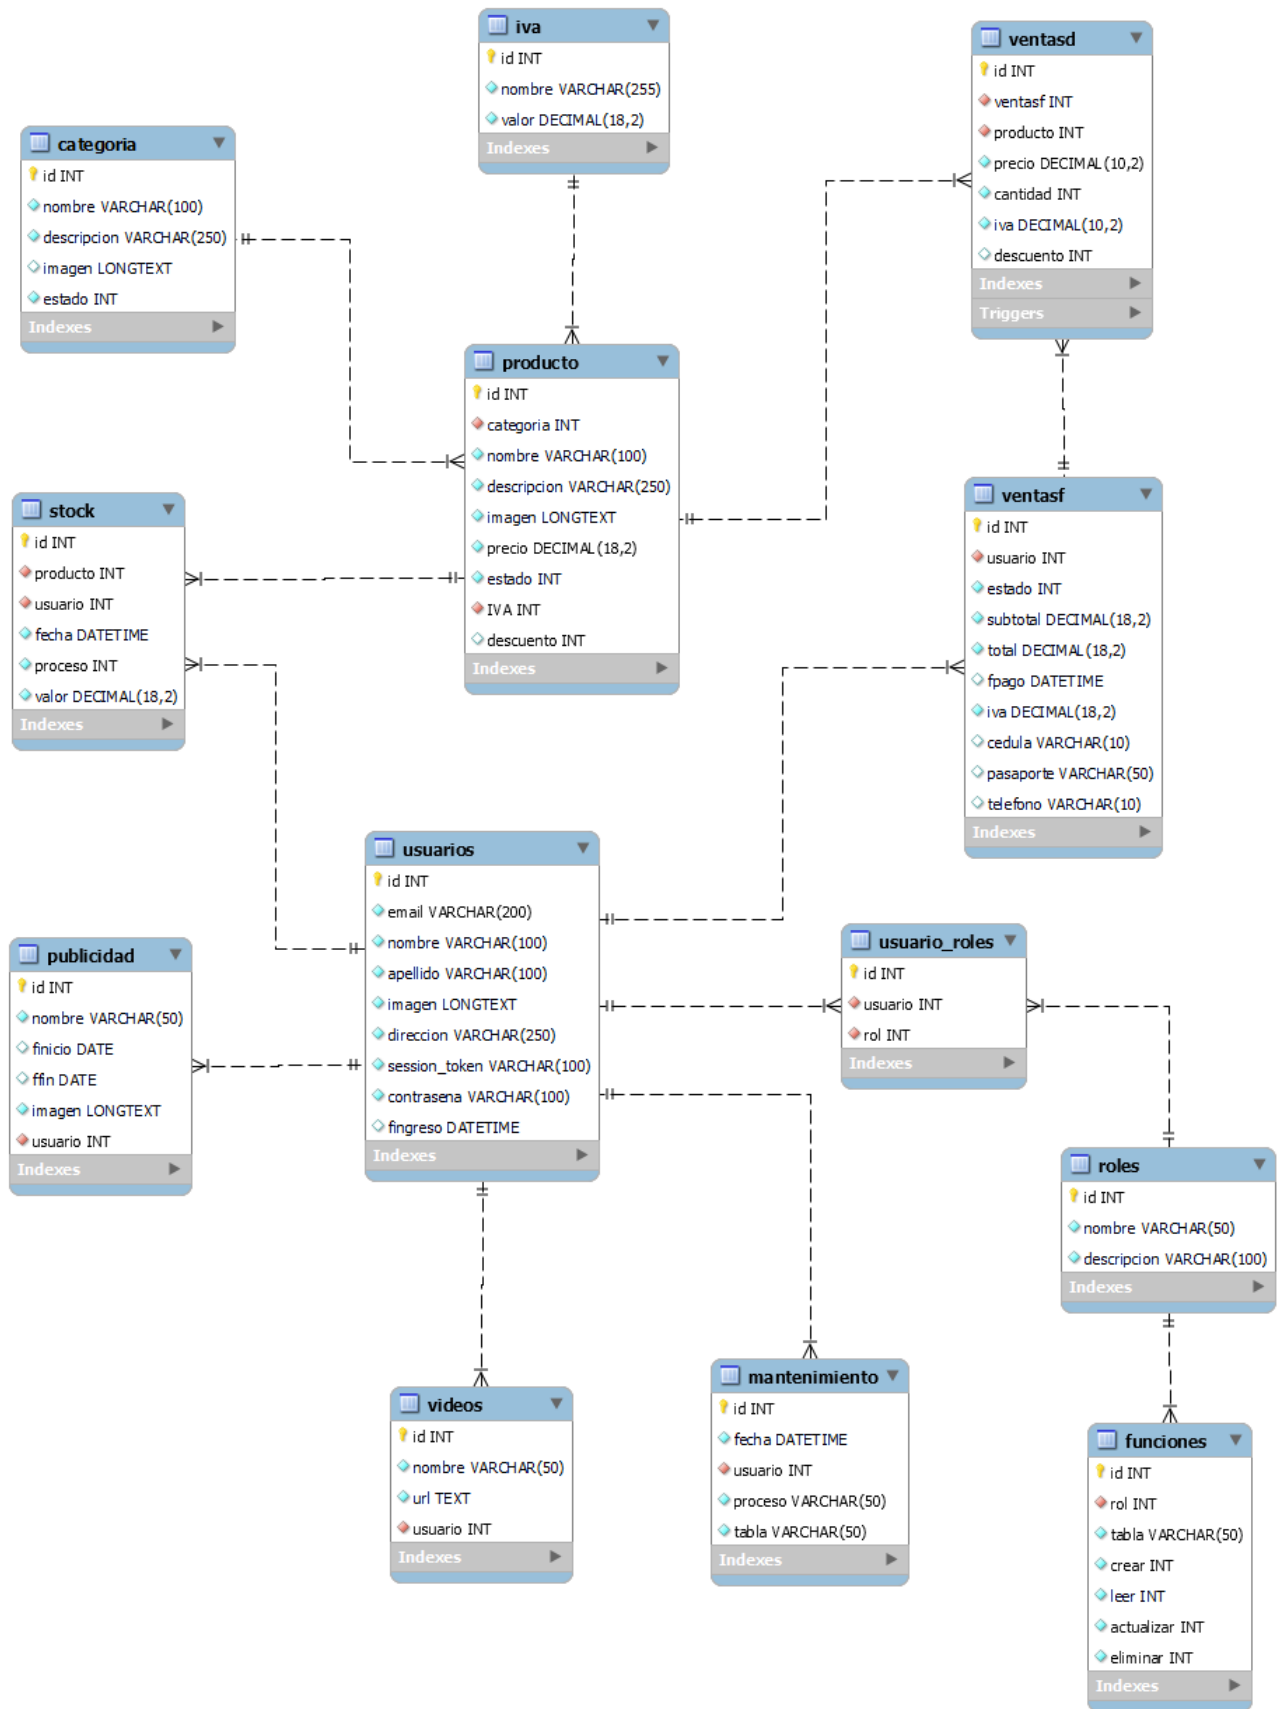 iva
id INT
nombre VARCHAR(255)
valor DECIMAL(18,2)
Indexes
ventasd
id INT
ventasf INT
producto INT
precio DECIMAL(10,2)
cantidad INT
iva DECIMAL(10,2)
descuento INT
Indexes
Triggers
categoria
id INT
nombre VARCHAR(100)
descripcion VARCHAR(250)
imagen LONGTEXT
estado INT
Indexes
producto
id INT
categoria INT
nombre VARCHAR(100)
descripcion VARCHAR(250)
imagen LONGTEXT
precio DECIMAL(18,2)
estado INT
IVA INT
descuento INT
Indexes
stock
id INT
producto INT
usuario INT
fecha DATETIME
proceso INT
valor DECIMAL(18,2)
Indexes
ventasf
id INT
usuario INT
estado INT
subtotal DECIMAL(18,2)
total DECIMAL(18,2)
fpago DATETIME
iva DECIMAL(18,2)
cedula VARCHAR(10)
pasaporte VARCHAR(50)
telefono VARCHAR(10)
Indexes
usuarios
id INT
email VARCHAR(200)
nombre VARCHAR(100)
apellido VARCHAR(100)
imagen LONGTEXT
direccion VARCHAR(250)
session_token VARCHAR(100)
contrasena VARCHAR(100)
fingreso DATETIME
Indexes
publicidad
id INT
nombre VARCHAR(50)
finicio DATE
ffin DATE
imagen LONGTEXT
usuario INT
Indexes
usuario_roles
id INT
usuario INT
rol INT
Indexes
roles
id INT
nombre VARCHAR(50)
descripcion VARCHAR(100)
Indexes
videos
id INT
nombre VARCHAR(50)
url TEXT
usuario INT
Indexes
mantenimiento
id INT
fecha DATETIME
usuario INT
proceso VARCHAR(50)
tabla VARCHAR(50)
Indexes
funciones
id INT
rol INT
tabla VARCHAR(50)
crear INT
leer INT
actualizar INT
eliminar INT
Indexes